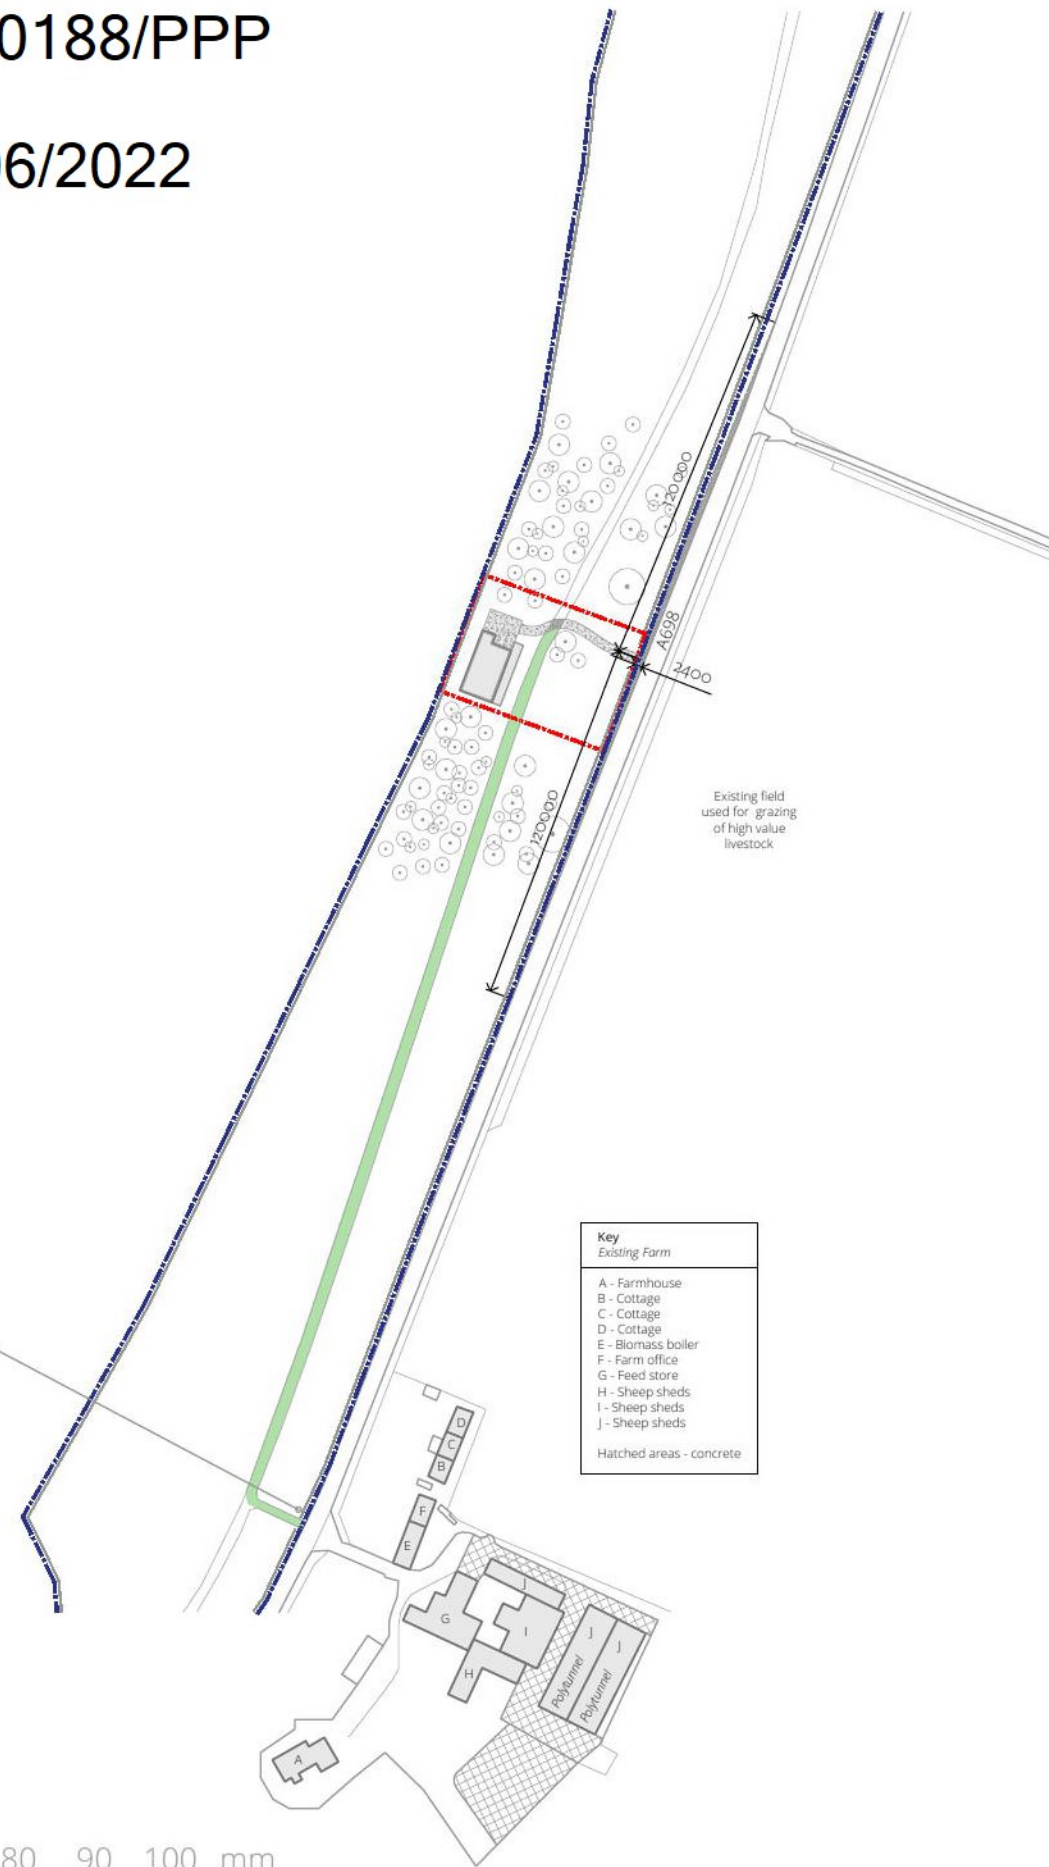 0188/PPP
06/2022
120000
A698
2400
120000
Existing field
used for grazing
of high value
livestock
Key
Existing Farm
A - Farmhouse
B - Cottage
C - Cottage
D - Cottage
E - Biomass boiler
F - Farm office
G - Feed store
H - Sheep sheds
I - Sheep sheds
J - Sheep sheds
Hatched areas - concrete
D
C
B
F
E
J
G
I
J
J
H
Polytunnel
Polytunnel
A
80 90 100 mm